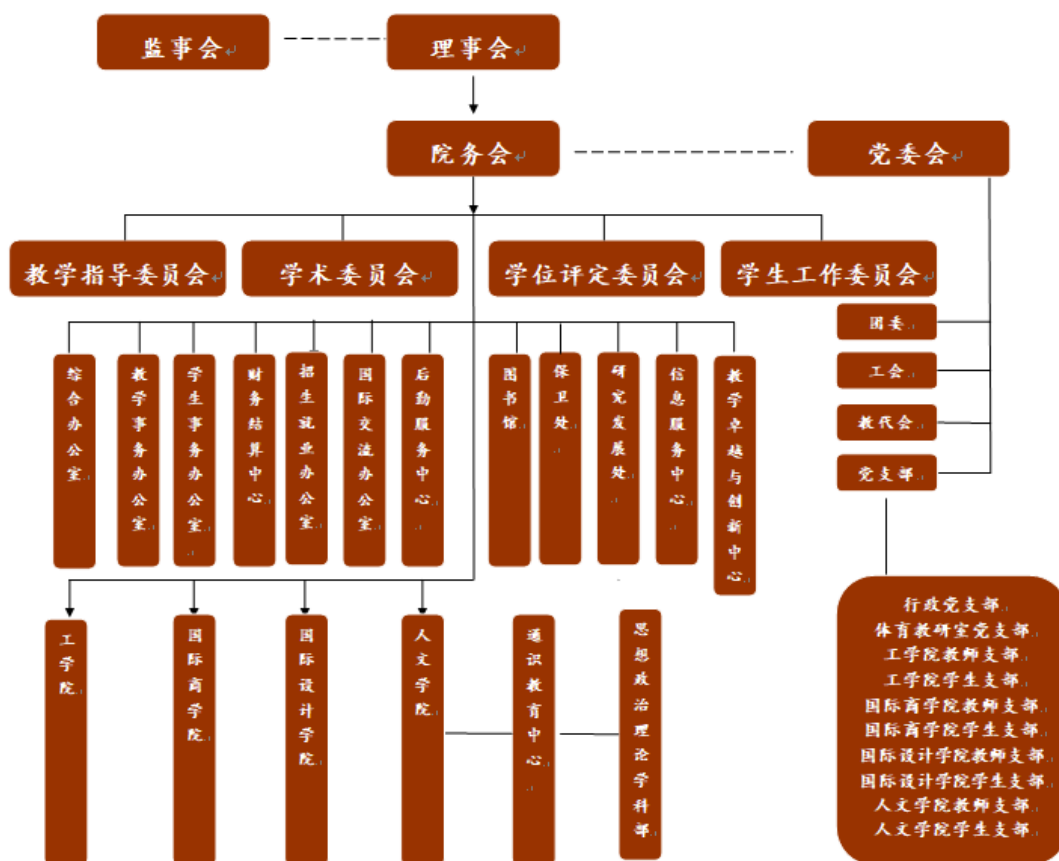 监事会
理事会
院务会
党委会
教学指导委员会
学术委员会
学位评定委员会
学生工作委员会
团委
工会
教代会
党支部
综合办公室
教学事务办公室
学生事务办公室
财务结算中心
招生就业办公室
国际交流办公室
后勤服务中心
图书馆
保卫处
研究发展处
信息服务中心
教学卓越与创新中心
工学院
国际商学院
国际设计学院
人文学院
通识教育中心
思想政治理论学科部
行政党支部
体育教研室党支部
工学院教师支部
工学院学生支部
国际商学院教师支部
国际商学院学生支部
国际设计学院教师支部
国际设计学院学生支部
人文学院教师支部
人文学院学生支部